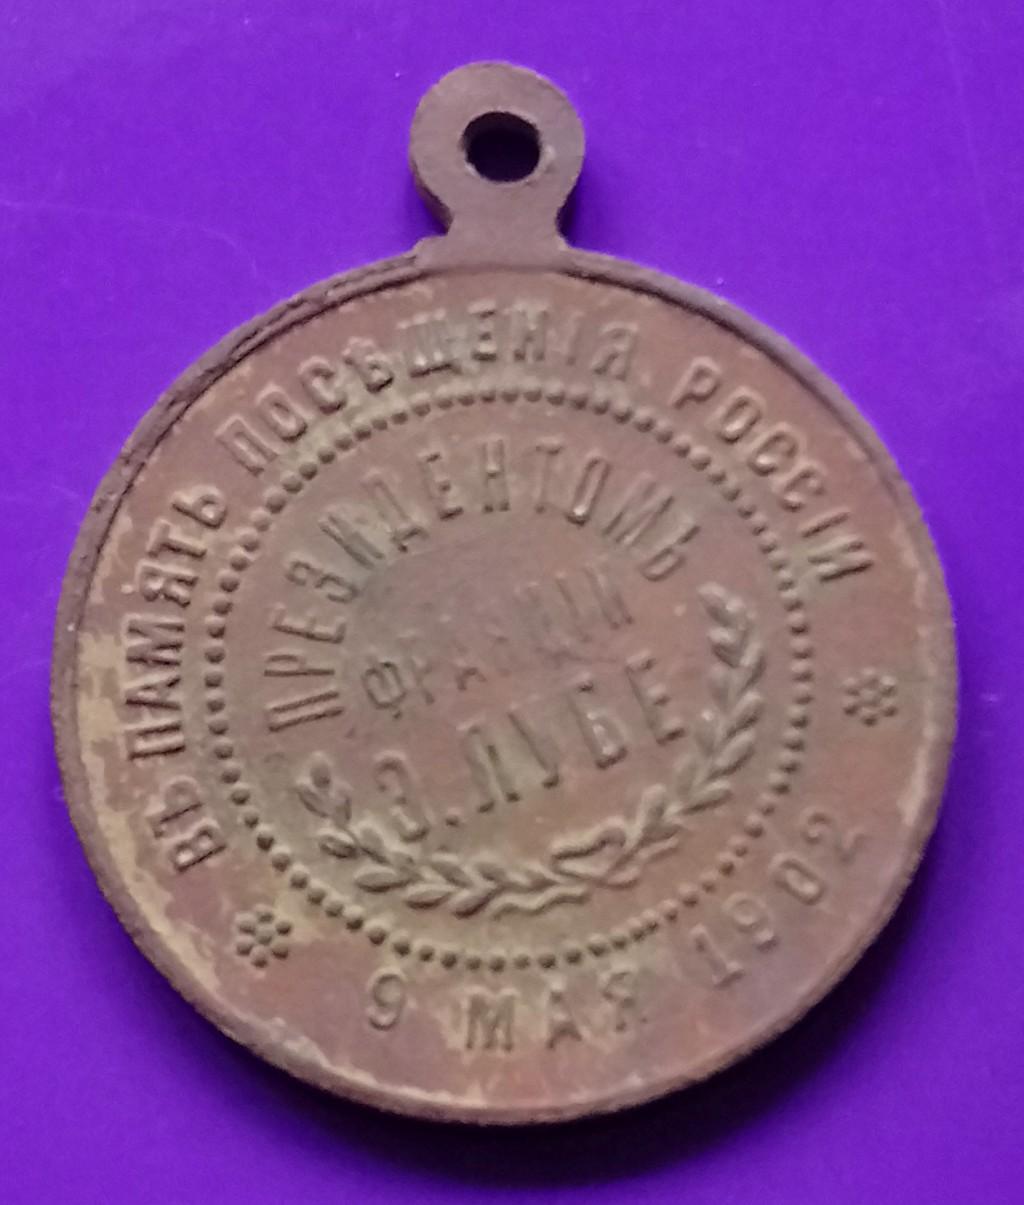 ВЪ ПАМЯТЬ ПОСѢЩЕНІЯ РОССІИ
ПРЕЗИДЕНТОМЪ
ФРАНЦІИ
Э. ЛУБЕ
9 МАЯ 1902